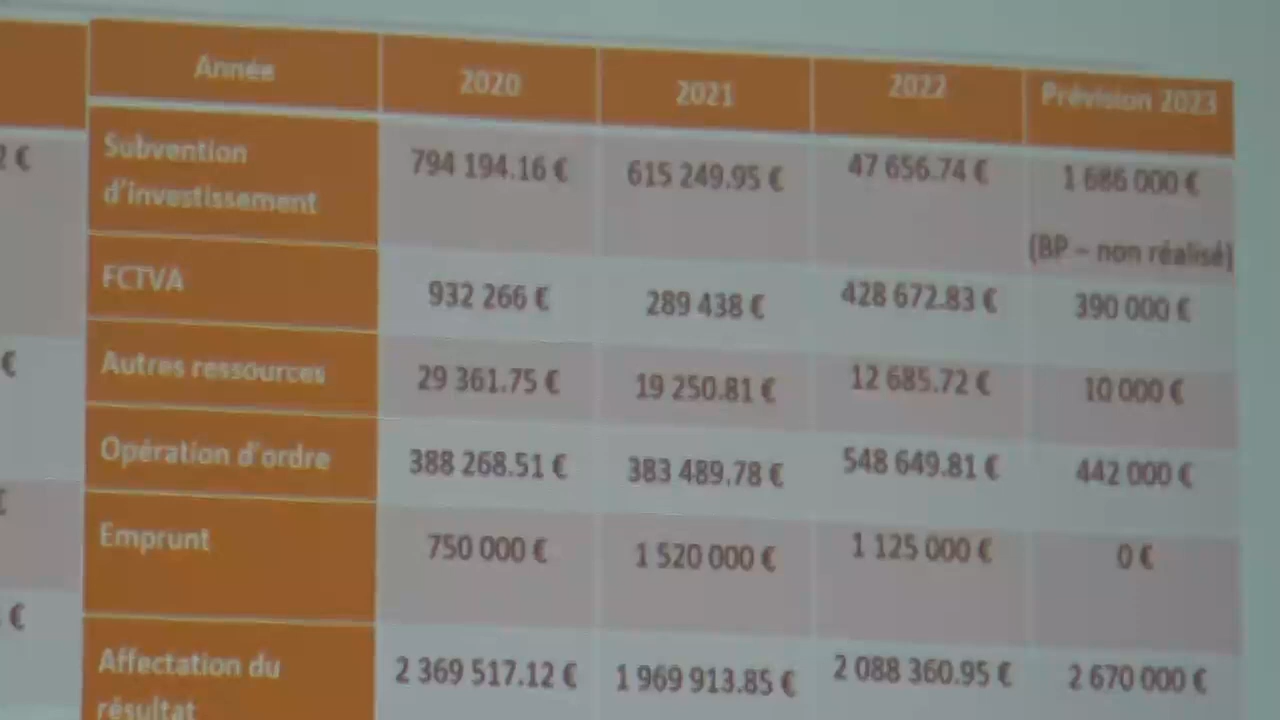 Année 2020 2021 2022 Prévision 2023
2 €
Subvention
d'investissement
794 194.16 € 615 249.95 € 47 656.74 € 1 686 000 €
(BP – non réalisé)
FCTVA 932 266 € 289 438 € 428 672.83 € 390 000 €
€
Autres ressources 29 361.75 € 19 250.81 € 12 685.72 € 10 000 €
Opération d'ordre 388 268.51 € 383 489.78 € 548 649.81 € 442 000 €
€
Emprunt 750 000 € 1 520 000 € 1 125 000 € 0 €
€
Affectation du
résultat
2 369 517.12 € 1 969 913.85 € 2 088 360.95 € 2 670 000 €